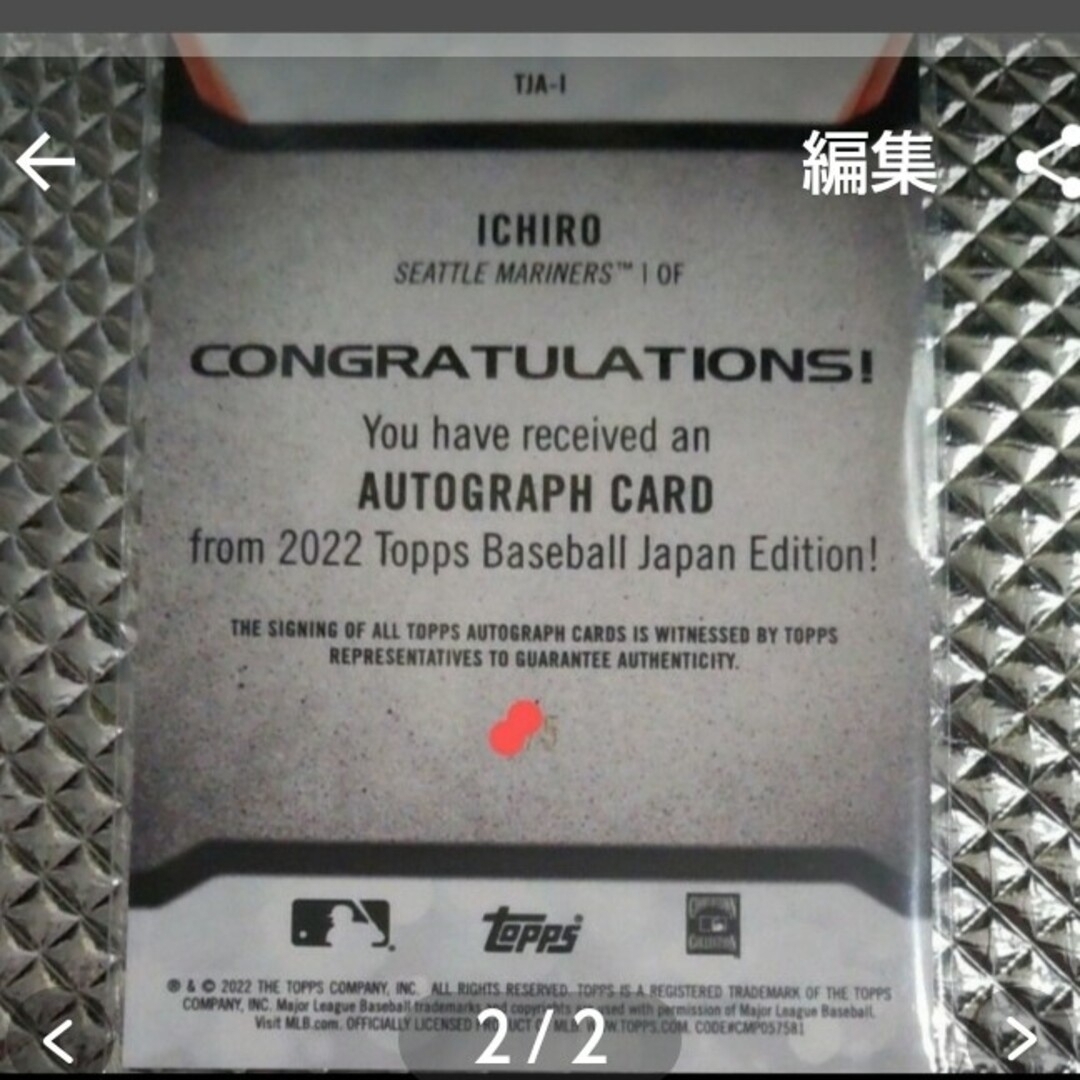 TJA-I
編集
ICHIRO
SEATTLE MARINERS™ | OF
CONGRATULATIONS!
You have received an
AUTOGRAPH CARD
from 2022 Topps Baseball Japan Edition!
THE SIGNING OF ALL TOPPS AUTOGRAPH CARDS IS WITNESSED BY TOPPS
REPRESENTATIVES TO GUARANTEE AUTHENTICITY.
/5
topps®
® & © 2022 THE TOPPS COMPANY, INC. ALL RIGHTS RESERVED. TOPPS IS A REGISTERED TRADEMARK OF THE TOPPS
COMPANY, INC. Major League Baseball trademarks and copyrights are used with permission of Major League Baseball.
Visit MLB.com. OFFICIALLY LICENSED PRODUCT OF MLB. WWW.TOPPS.COM. CODE#CMP057581
2/2